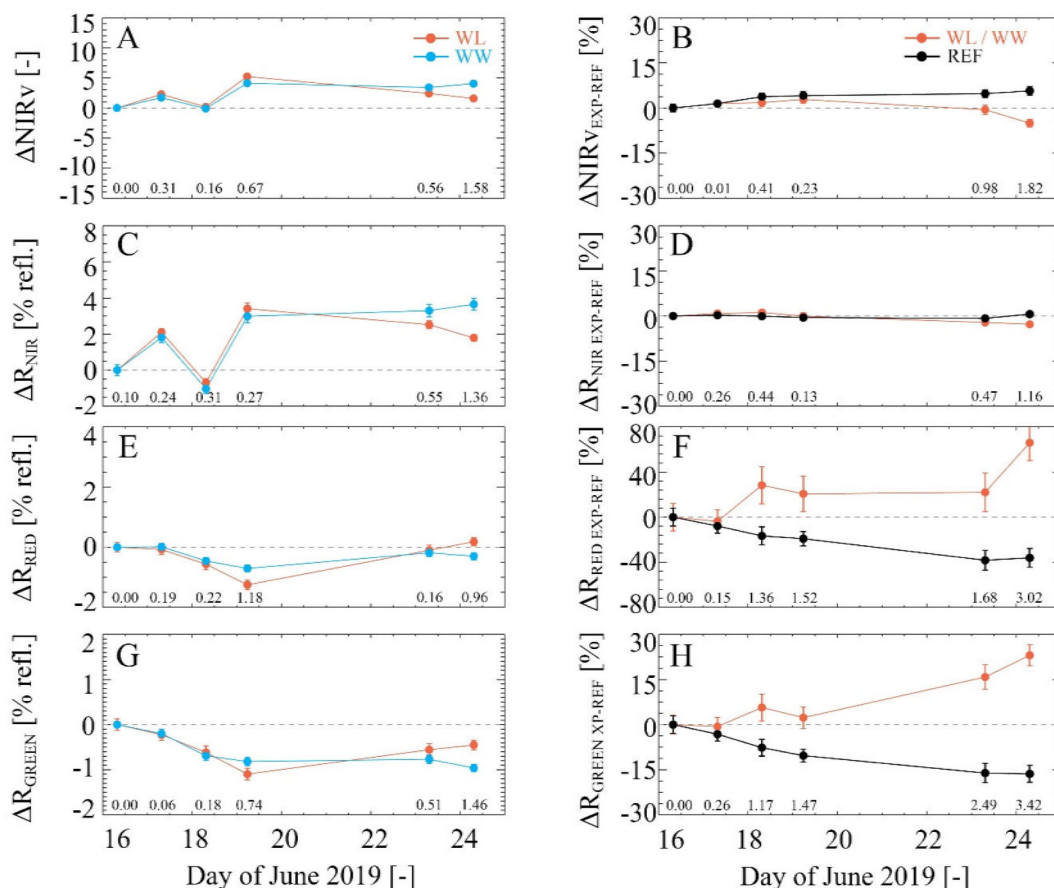 A
WL
WW
ΔNIRv [-]
15
10
5
0
-5
-10
-15
0.00 0.31 0.16 0.67 0.56 1.58
B
WL / WW
REF
ΔNIRv EXP-REF [%]
30
15
0
-15
-30
0.00 0,01 0.41 0.23 0.98 1.82
C
ΔR NIR [% refl.]
8
6
4
2
0
-2
0.10 0.24 0.31 0.27 0.55 1.36
D
ΔR NIR EXP-REF [%]
30
15
0
-15
-30
0.00 0.26 0.44 0.13 0.47 1.16
E
ΔR RED [% refl.]
4
2
0
-2
0.00 0.19 0.22 1.18 0.16 0.96
F
ΔR RED EXP-REF [%]
80
40
0
-40
-80
0.00 0.15 1.36 1.52 1.68 3.02
G
ΔR GREEN [% refl.]
2
1
0
-1
-2
0.00 0.06 0.18 0.74 0.51 1.46
16 18 20 22 24
Day of June 2019 [-]
H
ΔR GREEN XP-REF [%]
30
15
0
-15
-30
0.00 0.26 1.17 1.47 2.49 3.42
16 18 20 22 24
Day of June 2019 [-]